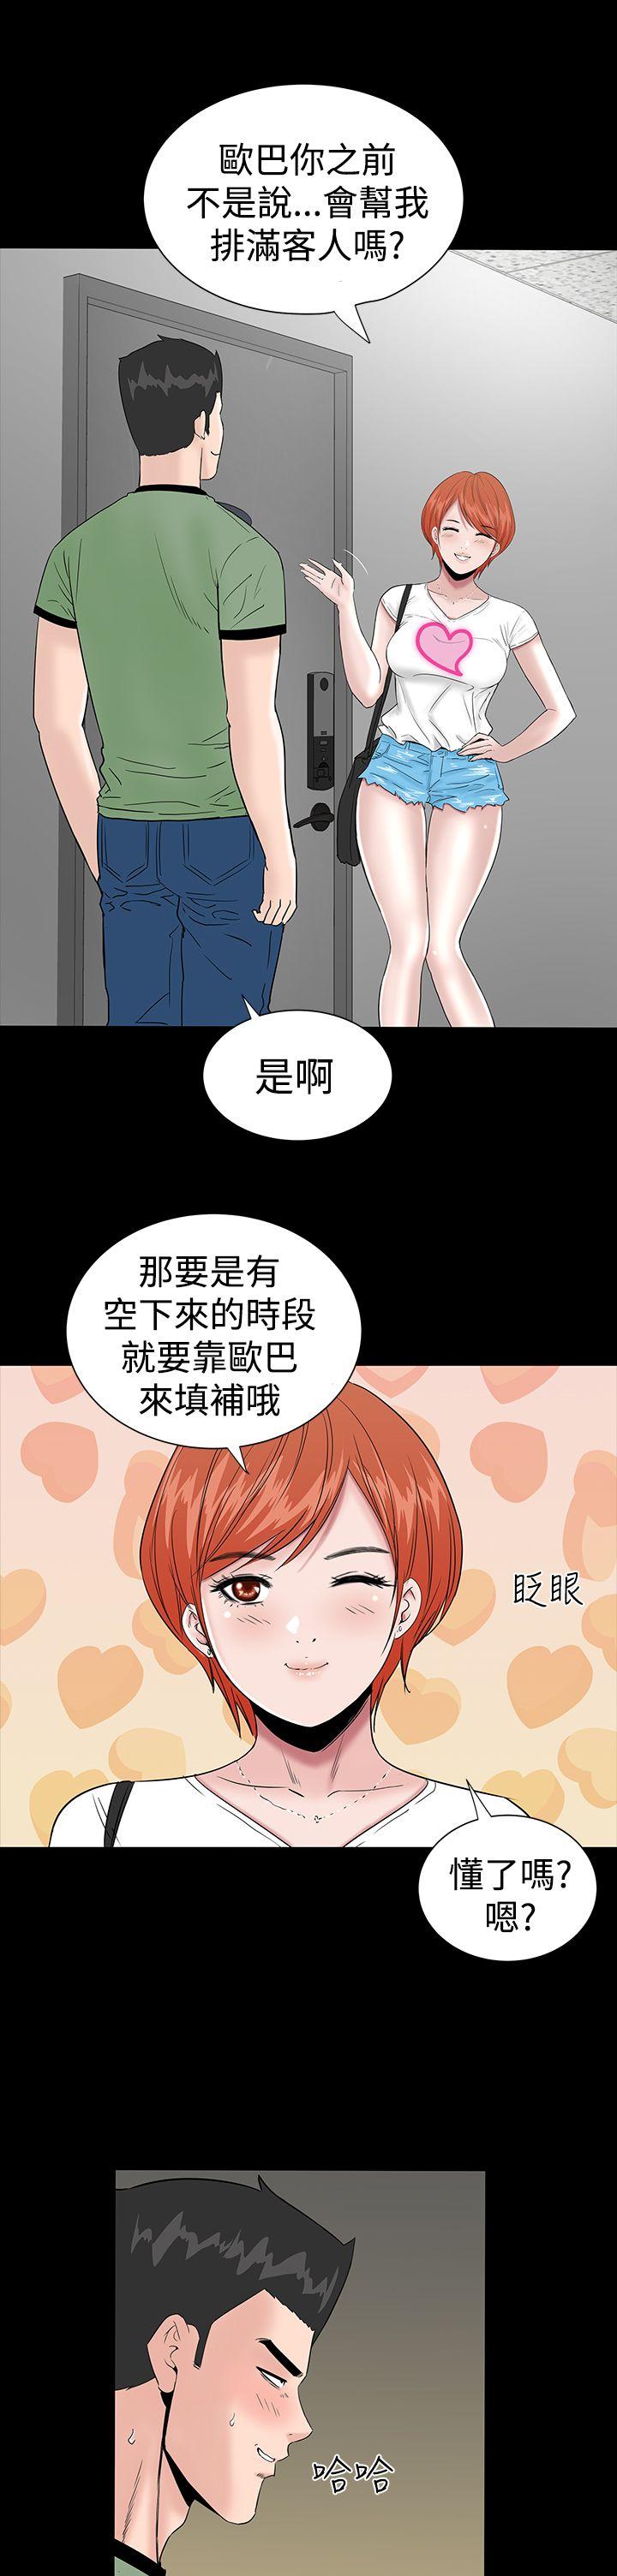 歐巴你之前
不是說...會幫我
排滿客人嗎?
是啊
那要是有
空下來的時段
就要靠歐巴
來填補哦
眨眼
懂了嗎?
嗯?
哈哈